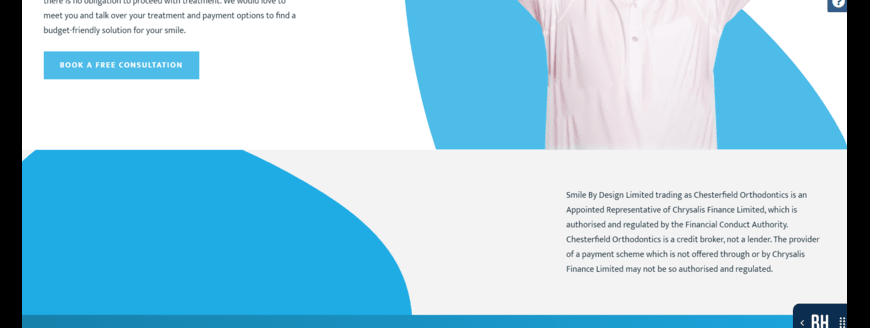 there is no obligation to proceed with treatment. We would love to
meet you and talk over your treatment and payment options to find a
budget-friendly solution for your smile.
BOOK A FREE CONSULTATION
?
Smile By Design Limited trading as Chesterfield Orthodontics is an
Appointed Representative of Chrysalis Finance Limited, which is
authorised and regulated by the Financial Conduct Authority.
Chesterfield Orthodontics is a credit broker, not a lender. The provider
of a payment scheme which is not offered through or by Chrysalis
Finance Limited may not be so authorised and regulated.
RH